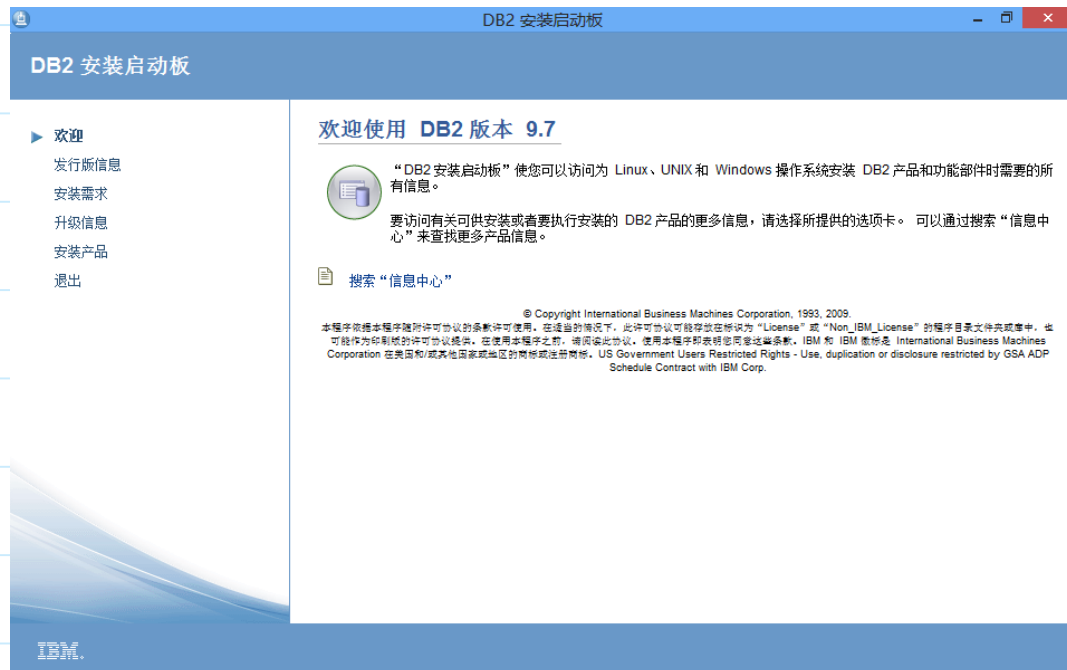 DB2 安装启动板
DB2 安装启动板
欢迎
发行版信息
安装需求
升级信息
安装产品
退出
欢迎使用 DB2 版本 9.7
“DB2 安装启动板”使您可以访问为 Linux、UNIX 和 Windows 操作系统安装 DB2 产品和功能部件时需要的所
有信息。
要访问有关可供安装或者要执行安装的 DB2 产品的更多信息，请选择所提供的选项卡。 可以通过搜索“信息中
心”来查找更多产品信息。
搜索“信息中心”
© Copyright International Business Machines Corporation, 1993, 2009.
本程序依据本程序随附许可协议的条款许可使用。在适当的情况下，此许可协议可能存放在标识为“License”或“Non_IBM_License”的程序目录文件夹或库中，也
可能作为印刷版的许可协议提供。在使用本程序之前，请阅读此协议。使用本程序即表明您同意这些条款。IBM 和 IBM 徽标是 International Business Machines
Corporation 在美国和/或其他国家或地区的商标或注册商标。US Government Users Restricted Rights - Use, duplication or disclosure restricted by GSA ADP
Schedule Contract with IBM Corp.
IBM.